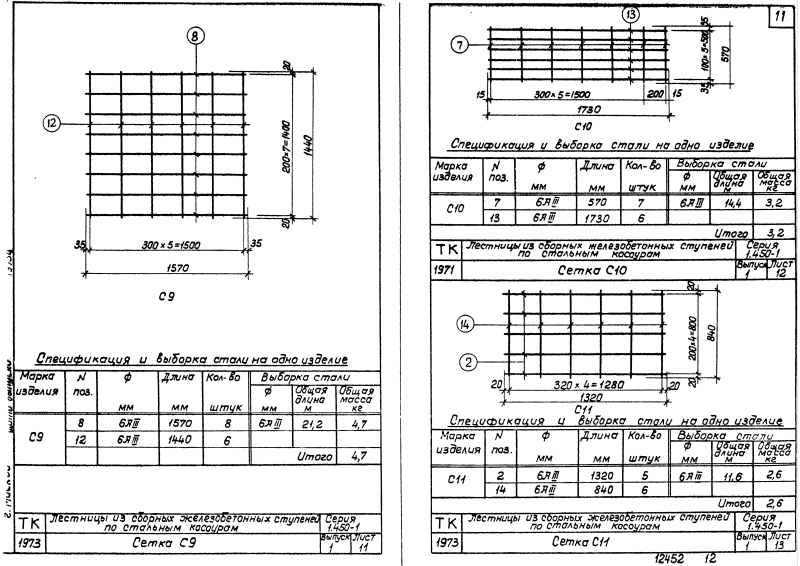 8
12
20
200×7=1400
1440
20
35
300×5=1500
35
1570
С9
Спецификация и выборка стали на одно изделие
Марка изделия | N поз. | Ф мм | Длина мм | Кол-во штук | Выборка стали
Ф мм | Общая длина м | Общая масса кг
С9 | 8 | 6АIII | 1570 | 8 | 6АIII | 21,2 | 4,7
12 | 6АIII | 1440 | 6
Итого | 4,7
ТК | Лестницы из сборных железобетонных ступеней по стальным косоурам | Серия 1.450-1
1973 | Сетка С9 | Выпуск 1 | Лист 11
11
13
7
35
100×5=500
570
35
15
300×5=1500
200
15
1730
С10
Спецификация и выборка стали на одно изделие
Марка изделия | N поз. | Ф мм | Длина мм | Кол-во штук | Выборка стали
Ф мм | Общая длина м | Общая масса кг
С10 | 7 | 6АIII | 570 | 7 | 6АIII | 14,4 | 3,2
13 | 6АIII | 1730 | 6
Итого | 3,2
ТК | Лестницы из сборных железобетонных ступеней по стальным косоурам | Серия 1.450-1
1971 | Сетка С10 | Выпуск 1 | Лист 12
14
2
20
200×4=800
840
20
20
320×4=1280
20
1320
С11
Спецификация и выборка стали на одно изделие
Марка изделия | N поз. | Ф мм | Длина мм | Кол-во штук | Выборка стали
Ф мм | Общая длина м | Общая масса кг
С11 | 2 | 6АIII | 1320 | 5 | 6АIII | 11,6 | 2,6
14 | 6АIII | 840 | 6
Итого | 2,6
ТК | Лестницы из сборных железобетонных ступеней по стальным косоурам | Серия 1.450-1
1973 | Сетка С11 | Выпуск 1 | Лист 13
12452 12
г. Москва